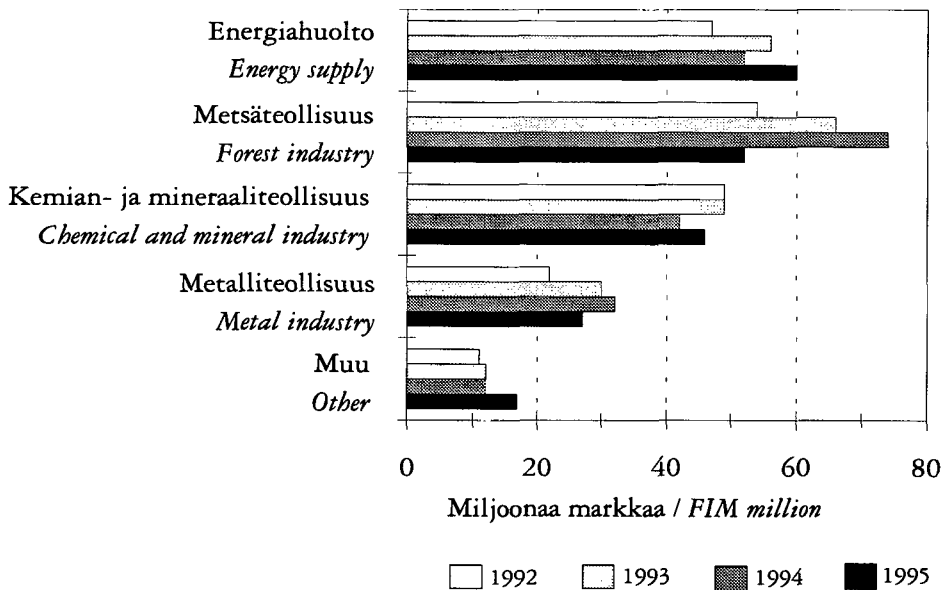 Energiahuolto
Energy supply
Metsäteollisuus
Forest industry
Kemian- ja mineraaliteollisuus
Chemical and mineral industry
Metalliteollisuus
Metal industry
Muu
Other
0 20 40 60 80
Miljoonaa markkaa / FIM million
1992 1993 1994 1995